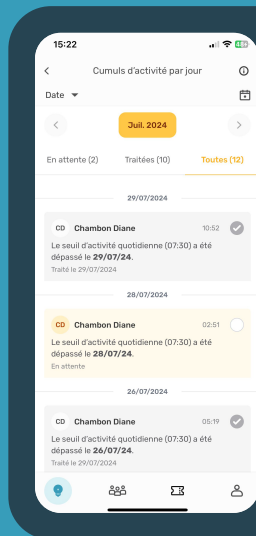 15:22
Cumuls d'activité par jour
Date
Juil. 2024
En attente (2) Traitées (10) Toutes (12)
29/07/2024
CD Chambon Diane 10:52
Le seuil d'activité quotidienne (07:30) a été
dépassé le 29/07/24.
Traité le 29/07/2024
28/07/2024
CD Chambon Diane 02:51
Le seuil d'activité quotidienne (07:30) a été
dépassé le 28/07/24.
En attente
26/07/2024
CD Chambon Diane 05:19
Le seuil d'activité quotidienne (07:30) a été
dépassé le 26/07/24.
Traité le 29/07/2024